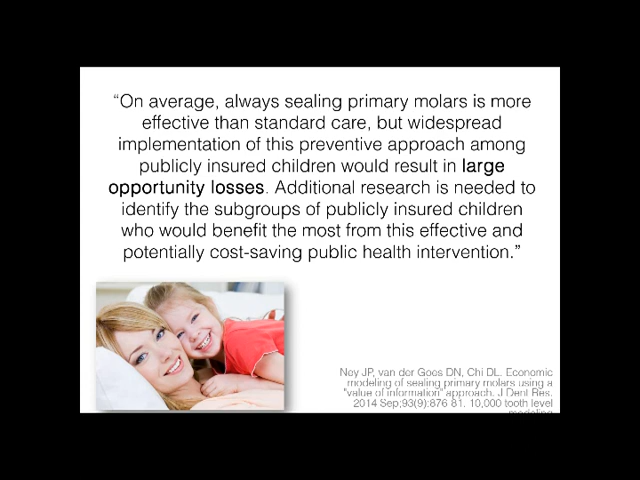 “On average, always sealing primary molars is more
effective than standard care, but widespread
implementation of this preventive approach among
publicly insured children would result in large
opportunity losses. Additional research is needed to
identify the subgroups of publicly insured children
who would benefit the most from this effective and
potentially cost-saving public health intervention.”
Ney JP, van der Goes DN, Chi DL. Economic
modeling of sealing primary molars using a
"value of information" approach. J Dent Res.
2014 Sep;93(9):876 81. 10,000 tooth level
modeling